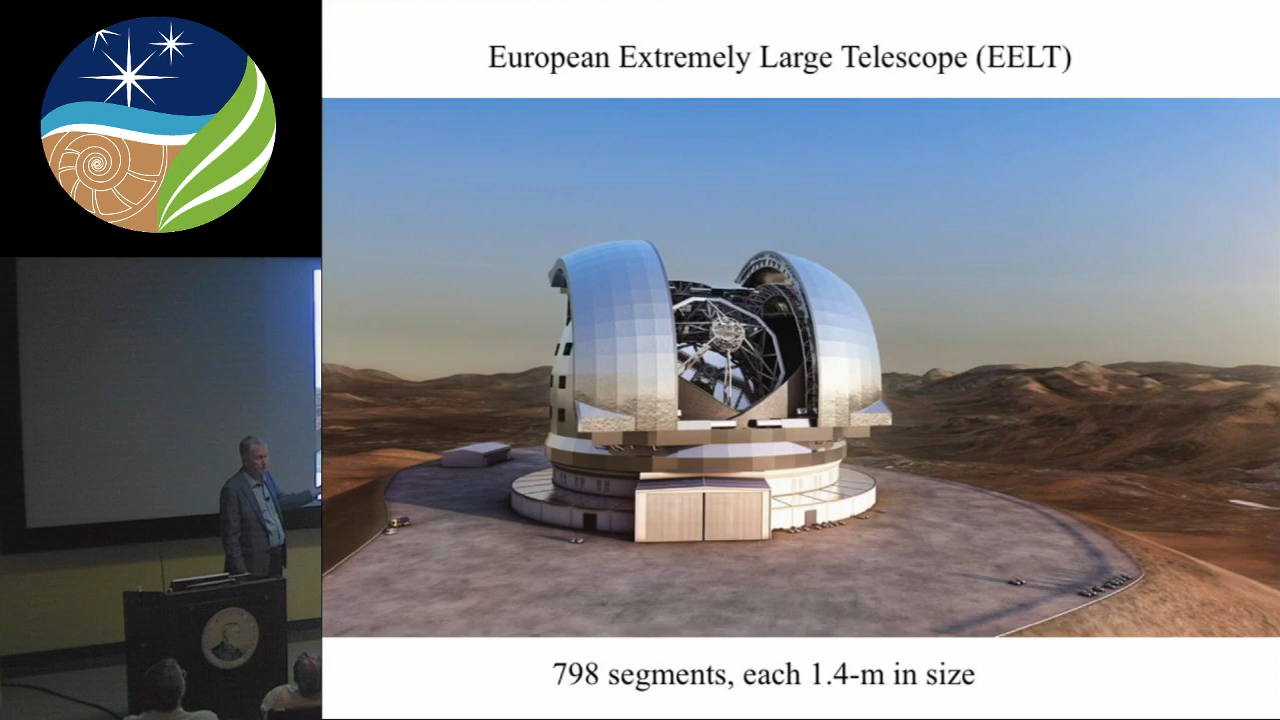 European Extremely Large Telescope (EELT)
798 segments, each 1.4-m in size